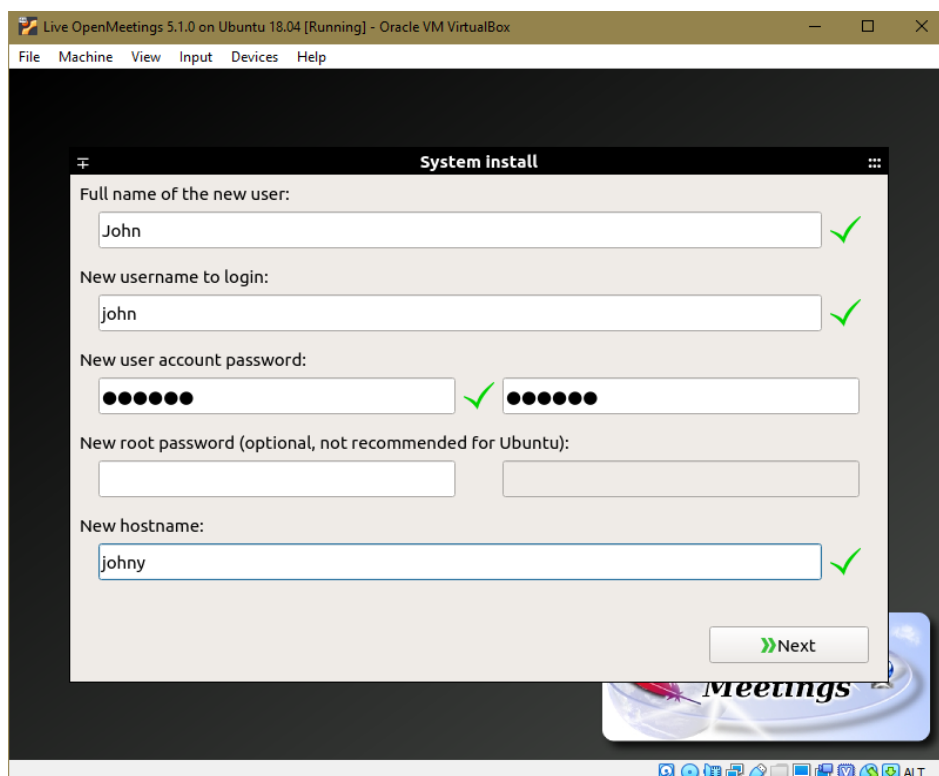 Live OpenMeetings 5.1.0 on Ubuntu 18.04 [Running] - Oracle VM VirtualBox
File Machine View Input Devices Help
System install
Full name of the new user:
John
New username to login:
john
New user account password:
●●●●●● ●●●●●●
New root password (optional, not recommended for Ubuntu):
New hostname:
johny
Next
Meetings
ALT